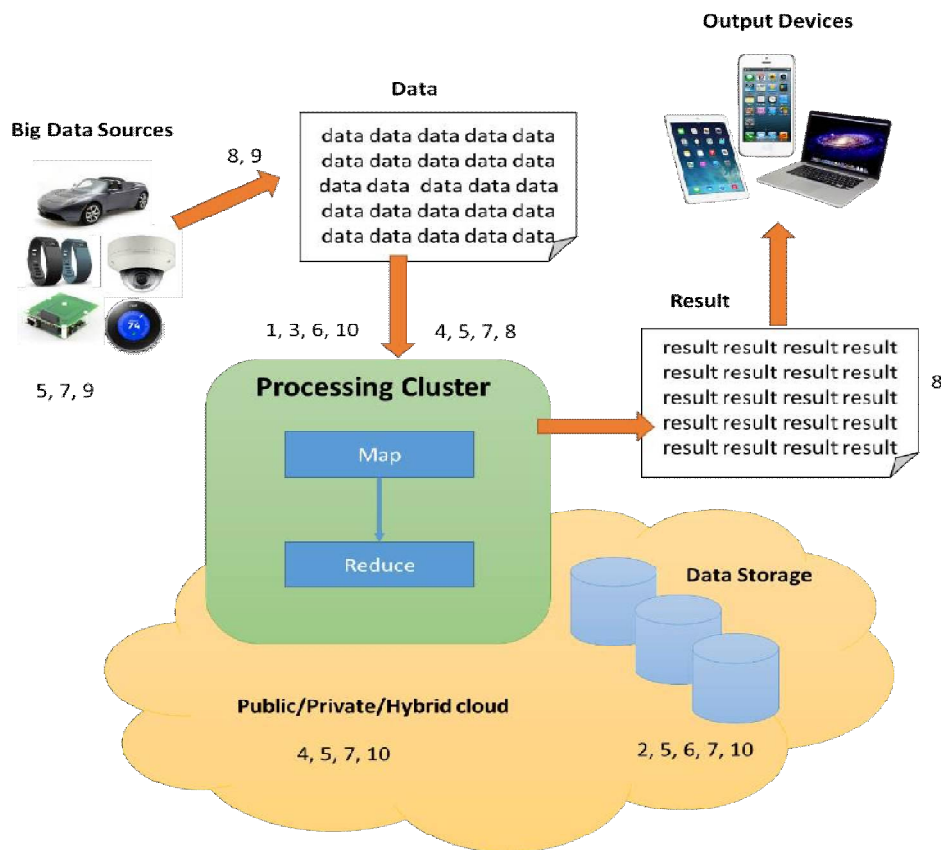 Output Devices
Data
Big Data Sources
8, 9
data data data data data
data data data data data
data data data data data
data data data data data
data data data data data
74
5, 7, 9
1, 3, 6, 10
4, 5, 7, 8
Result
result result result result
result result result result
result result result result
result result result result
result result result result
8
Processing Cluster
Map
Reduce
Data Storage
Public/Private/Hybrid cloud
4, 5, 7, 10
2, 5, 6, 7, 10